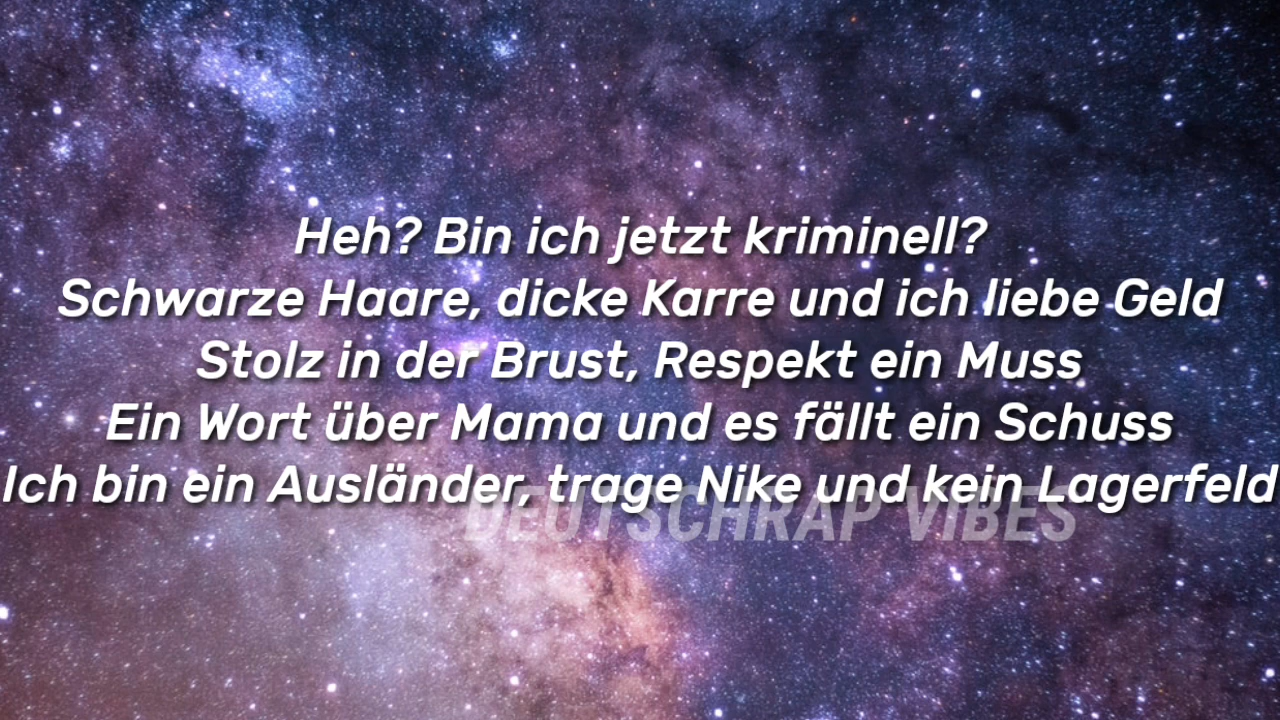 Heh? Bin ich jetzt kriminell?
Schwarze Haare, dicke Karre und ich liebe Geld
Stolz in der Brust, Respekt ein Muss
Ein Wort über Mama und es fällt ein Schuss
Ich bin ein Ausländer, trage Nike und kein Lagerfeld
DEUTSCHRAP VIBES